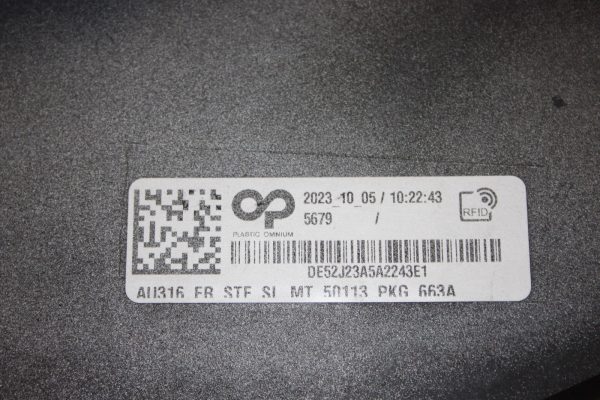 2023_10_05 / 10:22:43
5679 /
RFID
PLASTIC OMNIUM
DE52J23A5A2243E1
AU316 FR STF SL MT 50113 PKG 663A